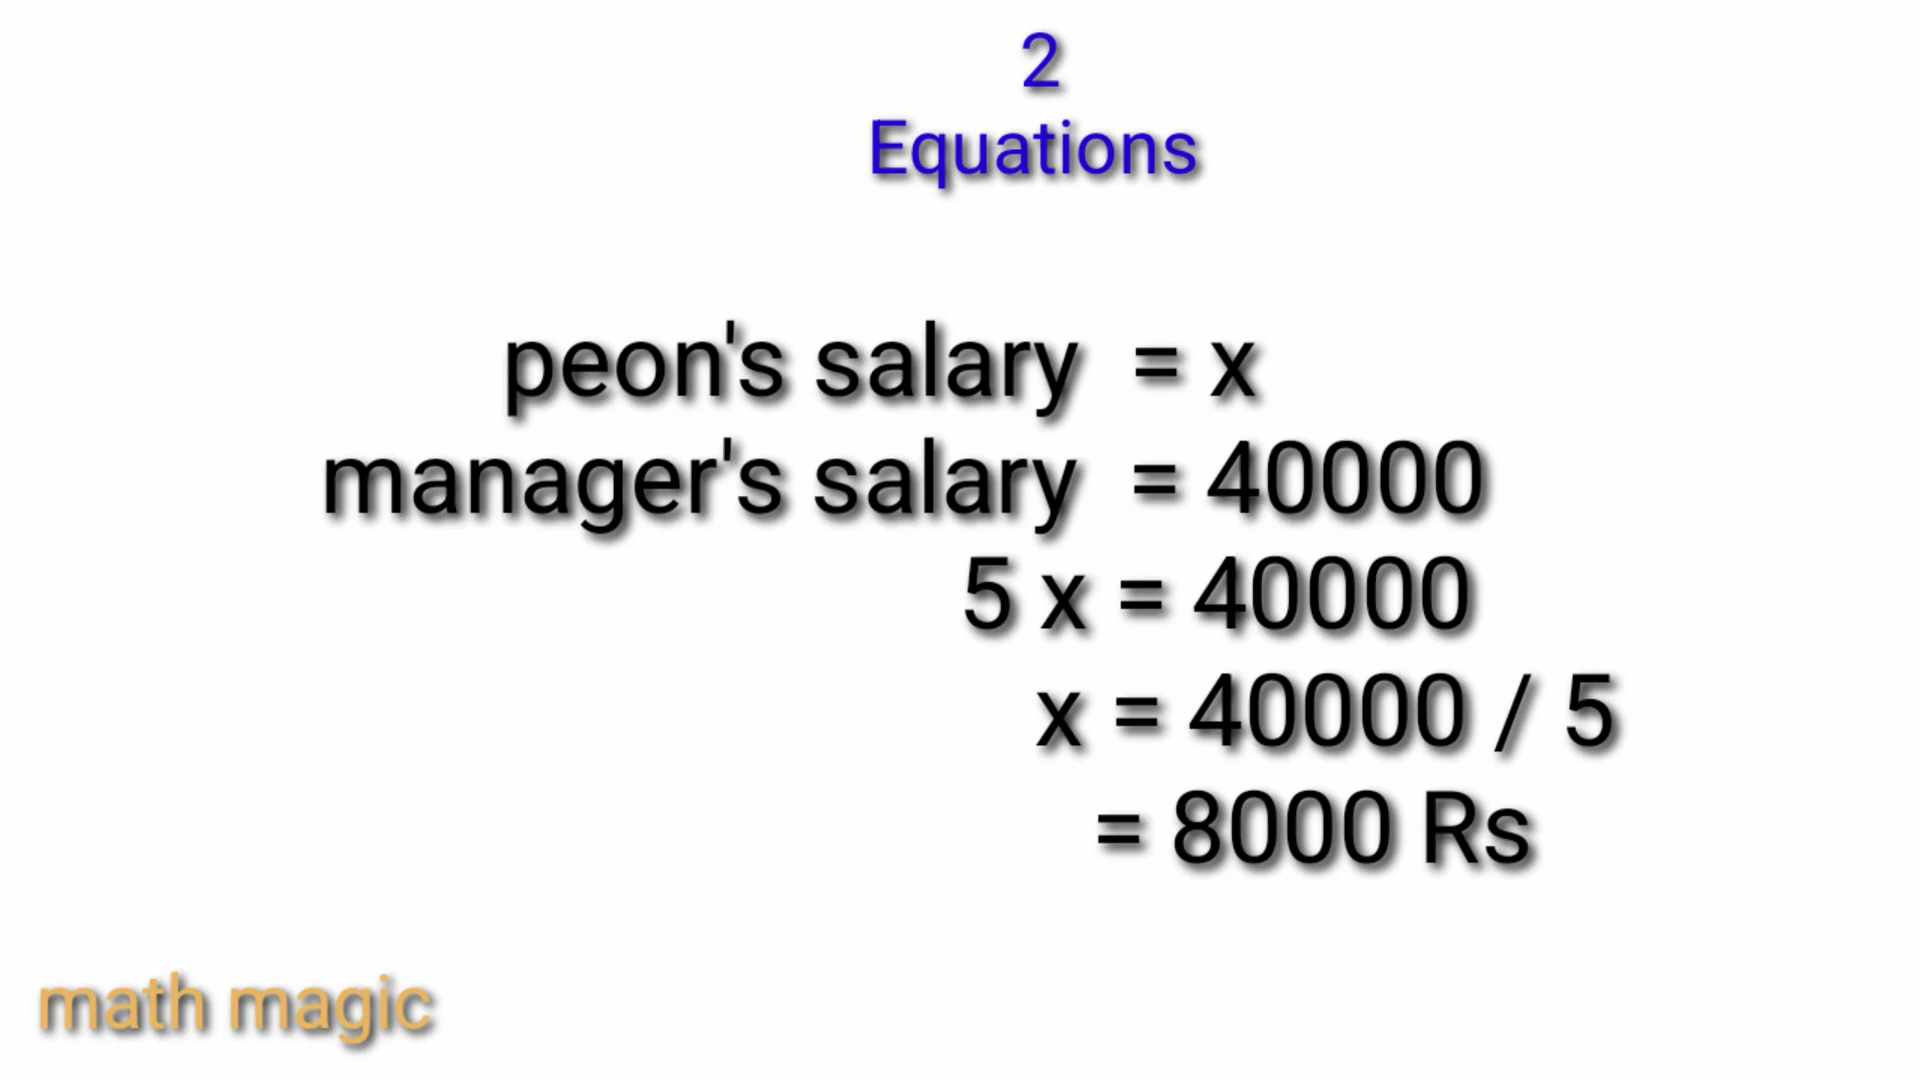 2
Equations
peon's salary = x
manager's salary = 40000
5 x = 40000
x = 40000 / 5
= 8000 Rs
math magic